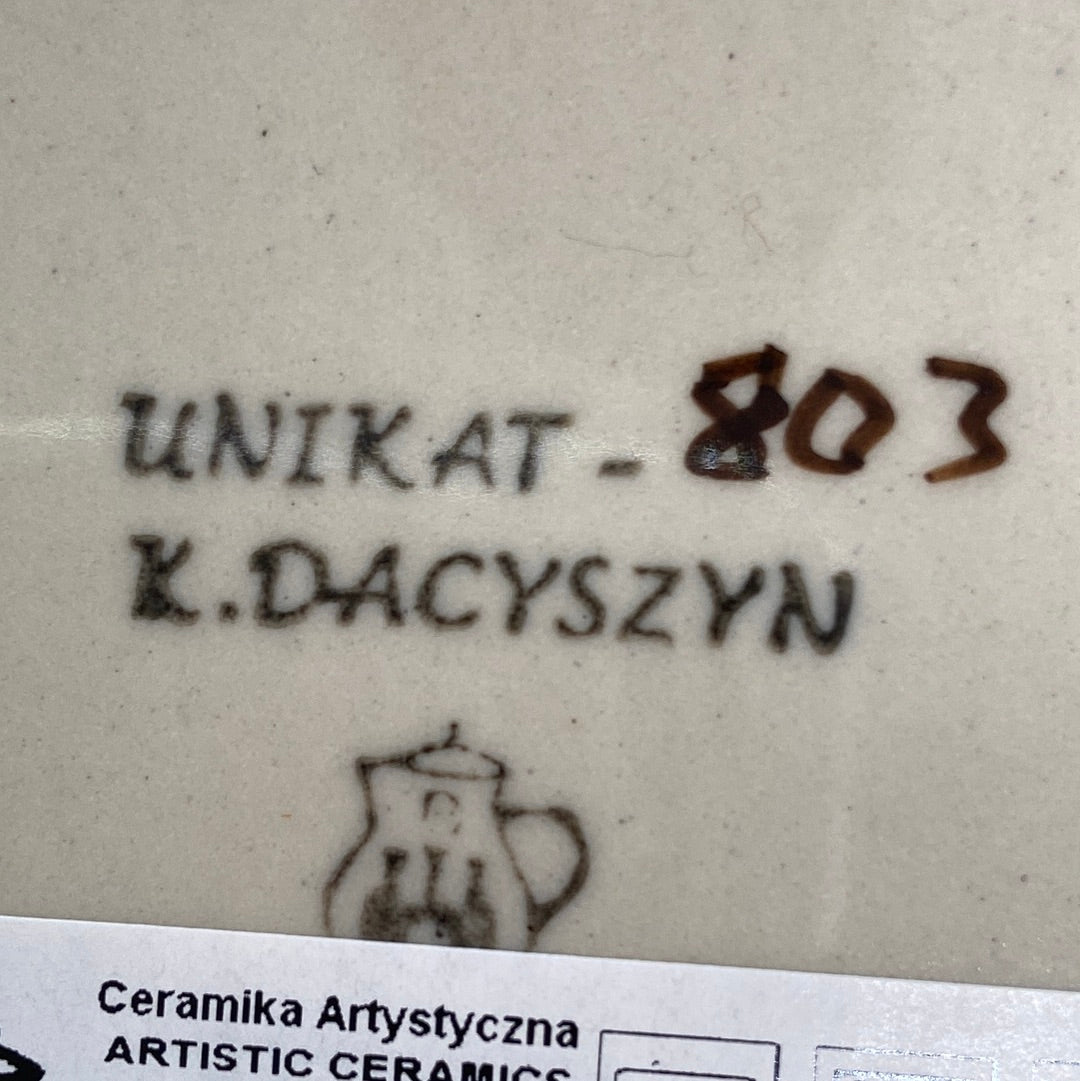 UNIKAT - 803
K.DACYSZYN
Ceramika Artystyczna
ARTISTIC CERAMICS